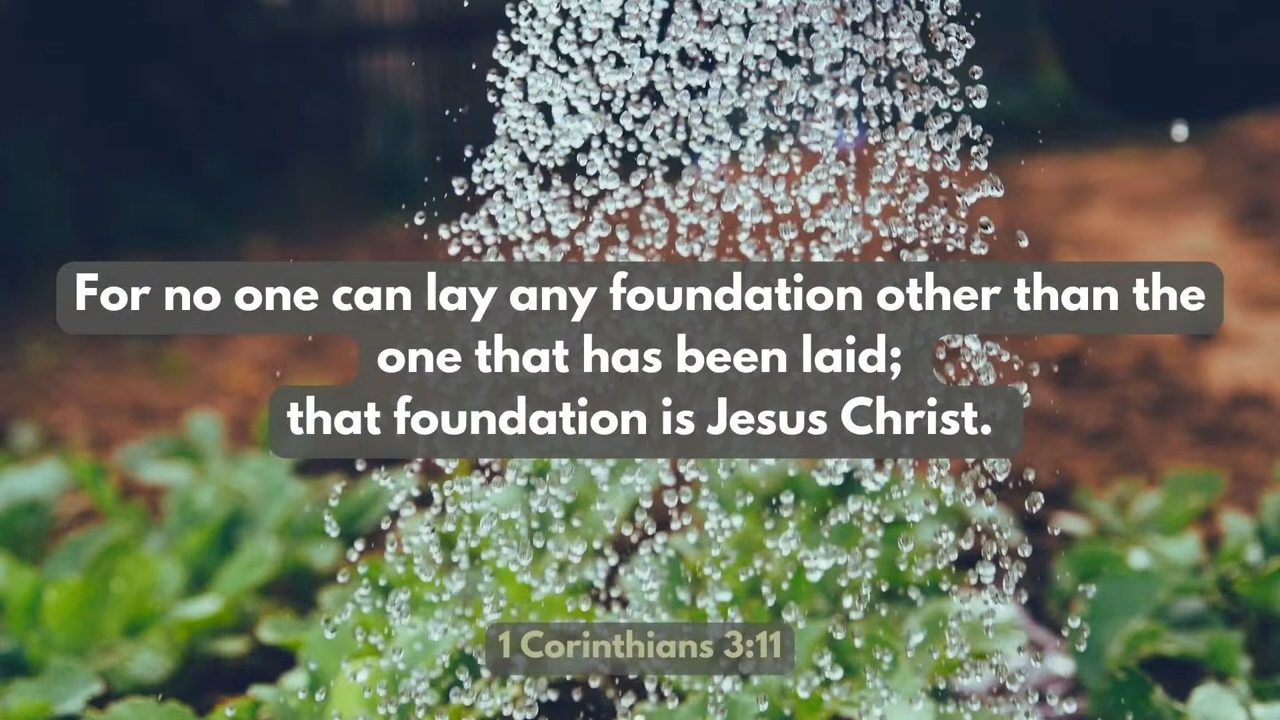 For no one can lay any foundation other than the
one that has been laid;
that foundation is Jesus Christ.
1 Corinthians 3:11